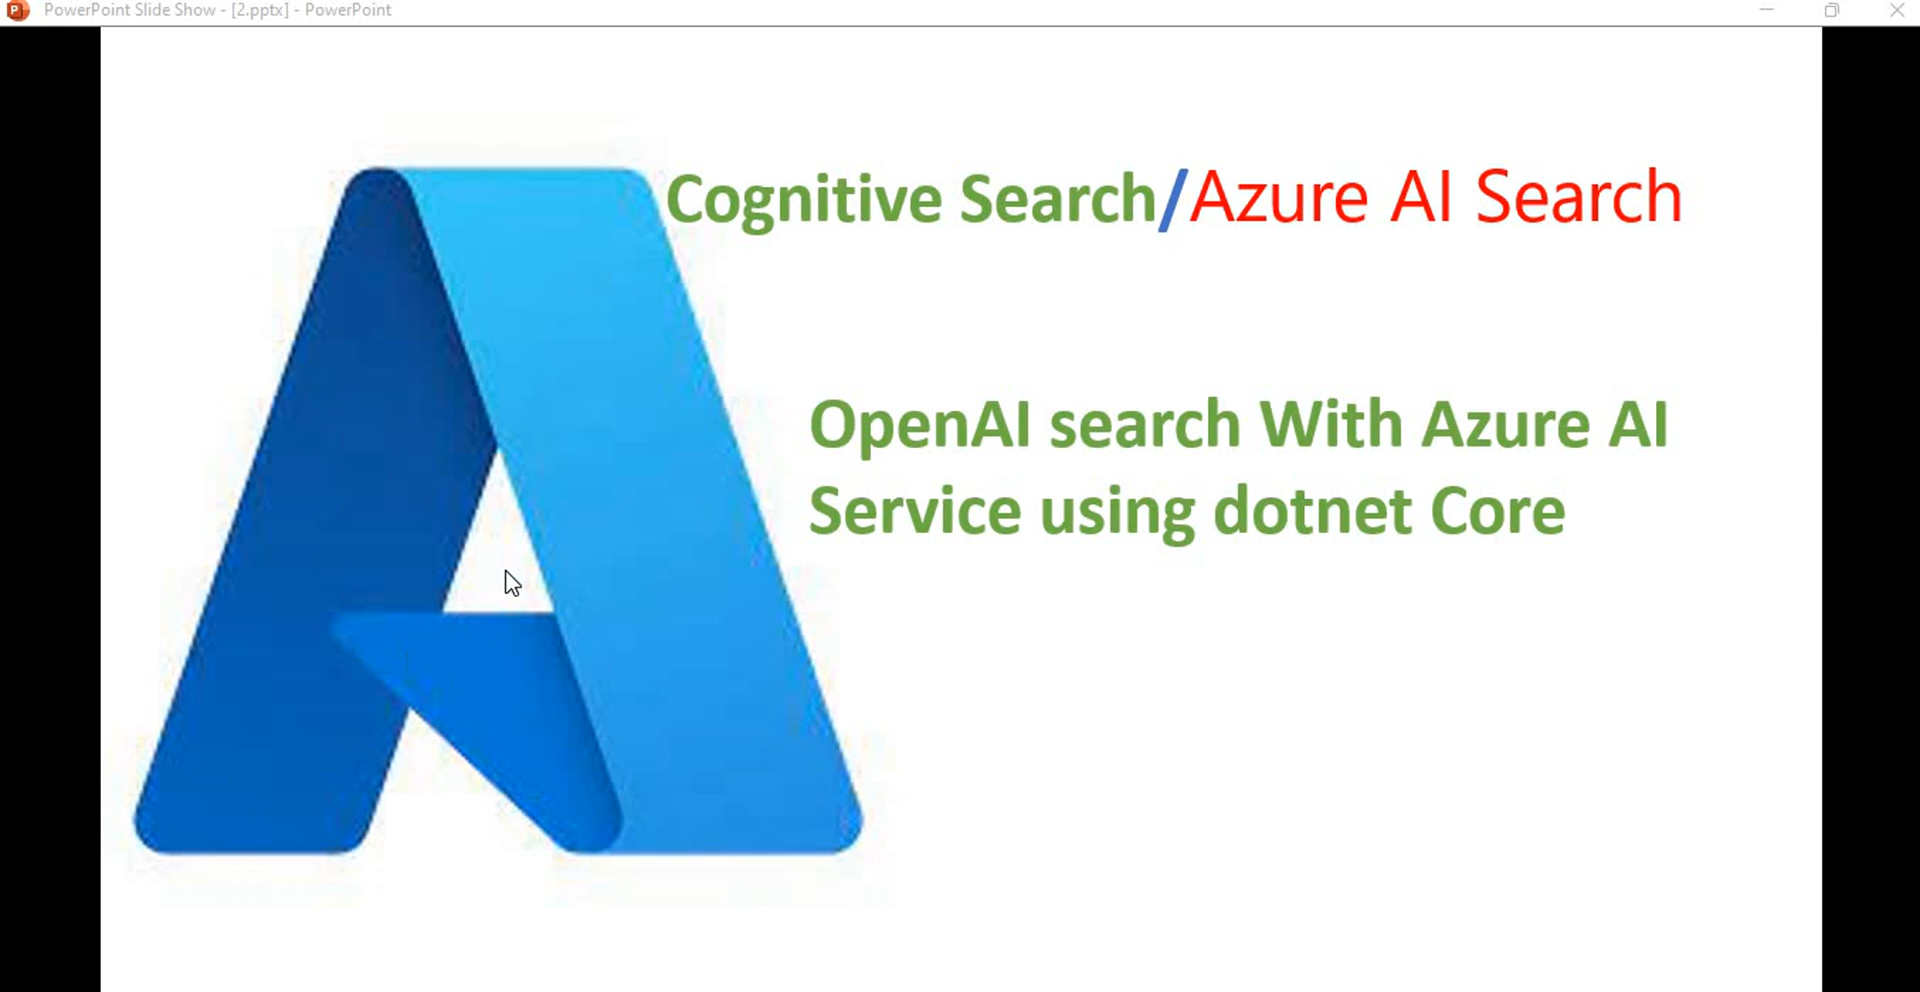 PowerPoint Slide Show - [2.pptx] - PowerPoint
Cognitive Search/Azure AI Search
OpenAI search With Azure AI
Service using dotnet Core